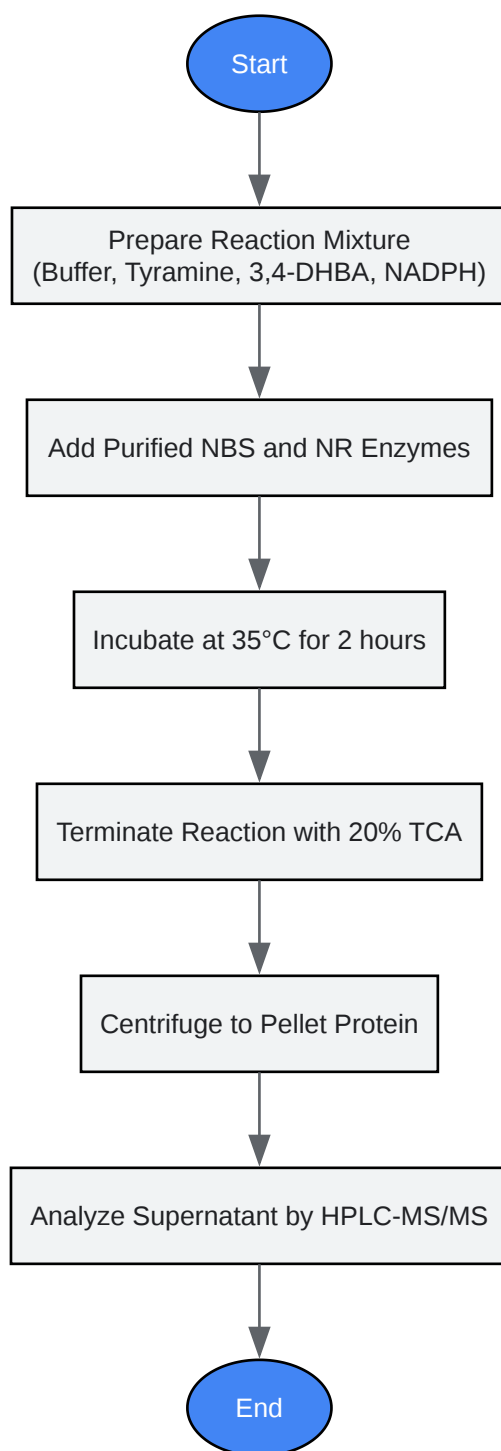 Start
Prepare Reaction Mixture
(Buffer, Tyramine, 3,4-DHBA, NADPH)
Add Purified NBS and NR Enzymes
Incubate at 35°C for 2 hours
Terminate Reaction with 20% TCA
Centrifuge to Pellet Protein
Analyze Supernatant by HPLC-MS/MS
End